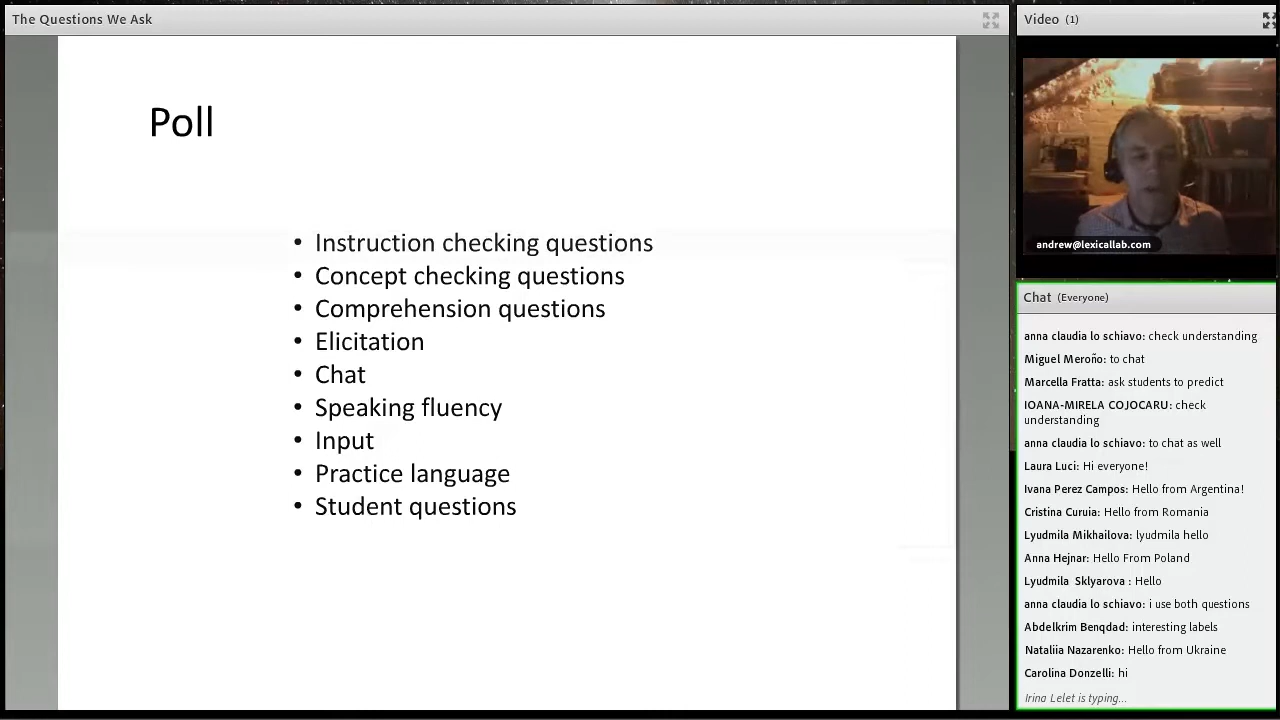 The Questions We Ask
Poll
• Instruction checking questions
• Concept checking questions
• Comprehension questions
• Elicitation
• Chat
• Speaking fluency
• Input
• Practice language
• Student questions
Video (1)
andrew@lexicallab.com
Chat (Everyone)
anna claudia lo schiavo: check understanding
Miguel Meroño: to chat
Marcella Fratta: ask students to predict
IOANA-MIRELA COJOCARU: check
understanding
anna claudia lo schiavo: to chat as well
Laura Luci: Hi everyone!
Ivana Perez Campos: Hello from Argentina!
Cristina Curuia: Hello from Romania
Lyudmila Mikhailova: lyudmila hello
Anna Hejnar: Hello From Poland
Lyudmila Sklyarova : Hello
anna claudia lo schiavo: i use both questions
Abdelkrim Benqdad: interesting labels
Nataliia Nazarenko: Hello from Ukraine
Carolina Donzelli: hi
Irina Lelet is typing...